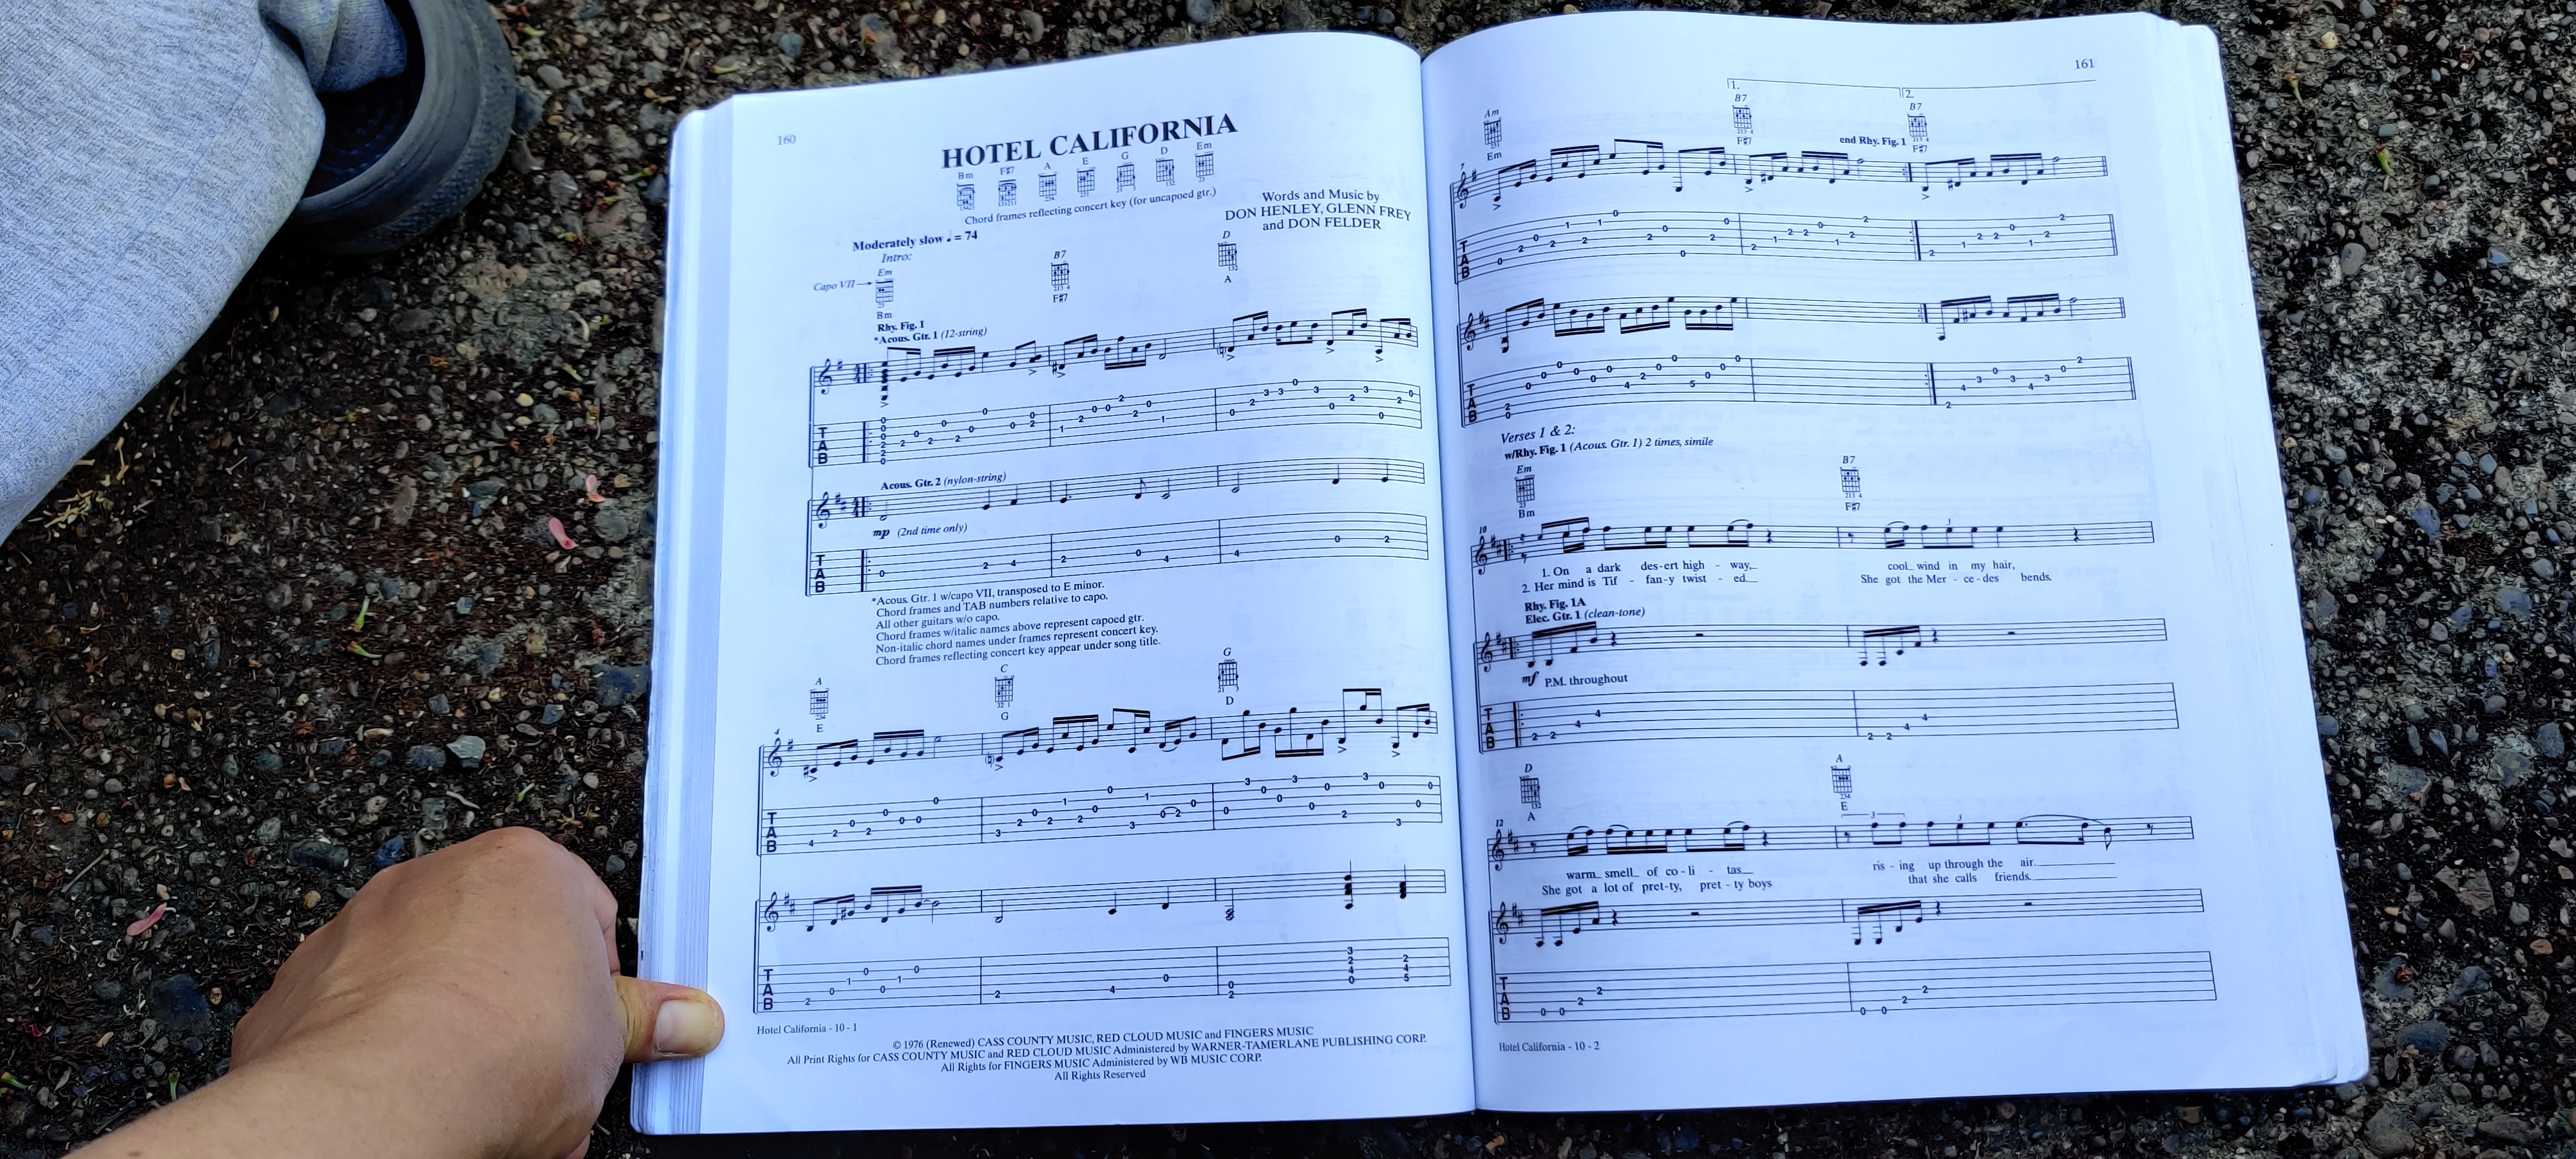 160
HOTEL CALIFORNIA
Bm F#7 A E G D Em
Chord frames reflecting concert key (for uncapoed gtr.)
Words and Music by
DON HENLEY, GLENN FREY
and DON FELDER
Moderately slow ♩ = 74
Intro:
Em B7 D
Capo VII
Bm F#7 A
Rhy. Fig. 1
*Acous. Gtr. 1 (12-string)
TAB
Acous. Gtr. 2 (nylon-string)
mp (2nd time only)
TAB
*Acous. Gtr. 1 w/capo VII, transposed to E minor.
Chord frames and TAB numbers relative to capo.
All other guitars w/o capo.
Chord frames w/italic names above represent capoed gtr.
Non-italic chord names under frames represent concert key.
Chord frames reflecting concert key appear under song title.
A C G
E G D
4
TAB
TAB
Hotel California - 10 - 1
© 1976 (Renewed) CASS COUNTY MUSIC, RED CLOUD MUSIC and FINGERS MUSIC
All Print Rights for CASS COUNTY MUSIC and RED CLOUD MUSIC Administered by WARNER-TAMERLANE PUBLISHING CORP.
All Rights for FINGERS MUSIC Administered by WB MUSIC CORP.
All Rights Reserved
161
1. 2.
Am B7 B7
Em F#7 end Rhy. Fig. 1 F#7
7
TAB
TAB
Verses 1 & 2:
w/Rhy. Fig. 1 (Acous. Gtr. 1) 2 times, simile
Em B7
Bm F#7
10
1. On a dark des-ert high - way, cool wind in my hair,
2. Her mind is Tif - fan-y twist - ed She got the Mer - ce-des bends.
Rhy. Fig. 1A
Elec. Gtr. 1 (clean-tone)
mf P.M. throughout
TAB
D A
A E
12
warm smell of co - li - tas ris - ing up through the air.
She got a lot of pret-ty, pret - ty boys that she calls friends.
TAB
Hotel California - 10 - 2